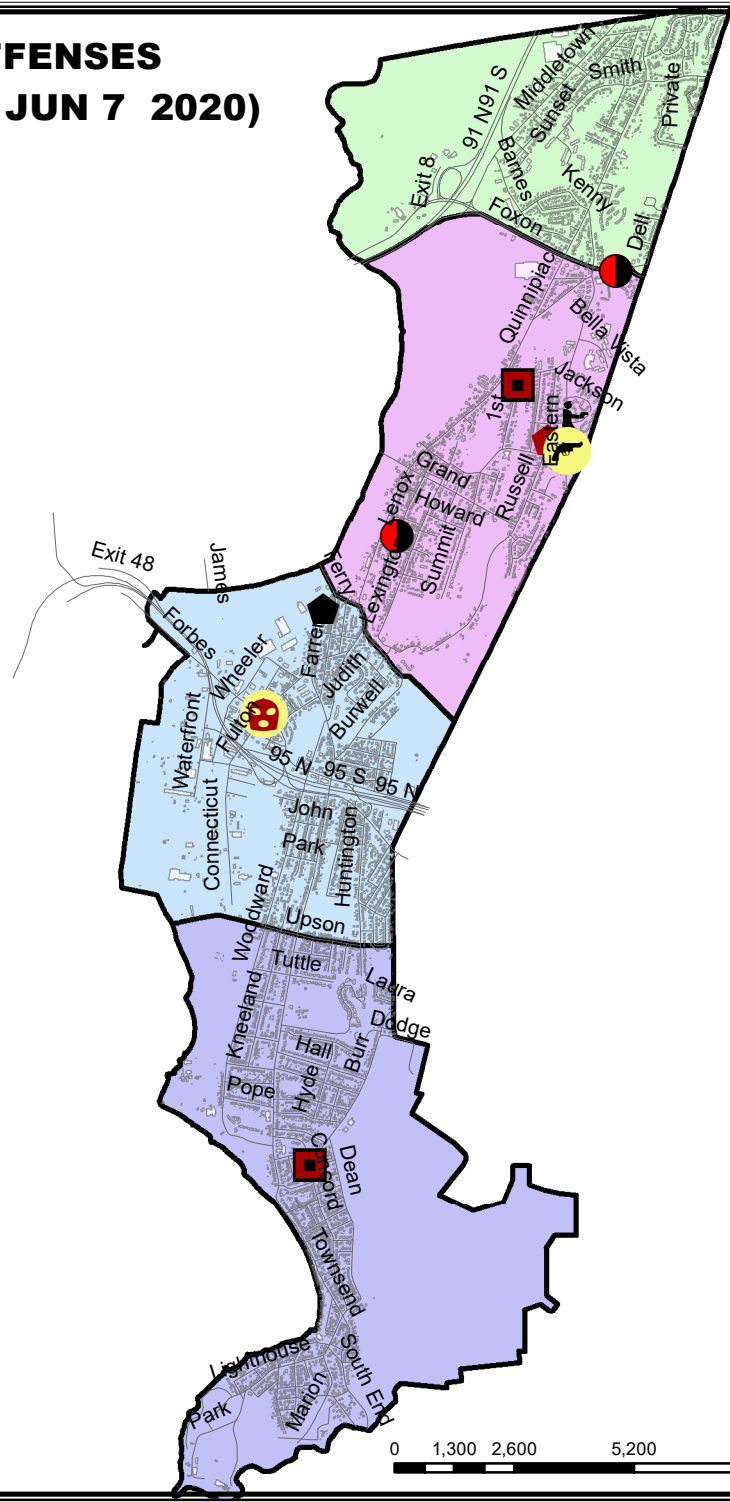 FFENSES
JUN 7 2020)
Middletown
Smith
Private
91 N
91 S
Sunset
Barnes
Exit 8
Kenny
Foxon
Dell
Quinnipiac
Bella Vista
Jackson
1st
Eastern
Grand
Russell
Lenox
Howard
Summit
Ferry
Lexington
Exit 48
James
Forbes
Farren
Wheeler
Judith
Burwell
Fulton
Waterfront
95 N
95 S
95 N
Connecticut
John
Park
Huntington
Woodward
Upson
Tuttle
Laura
Kneeland
Dodge
Hall
Burr
Pope
Hyde
Concord
Dean
Townsend
Lighthouse
South End
Marion
Park
0 1,300 2,600 5,200